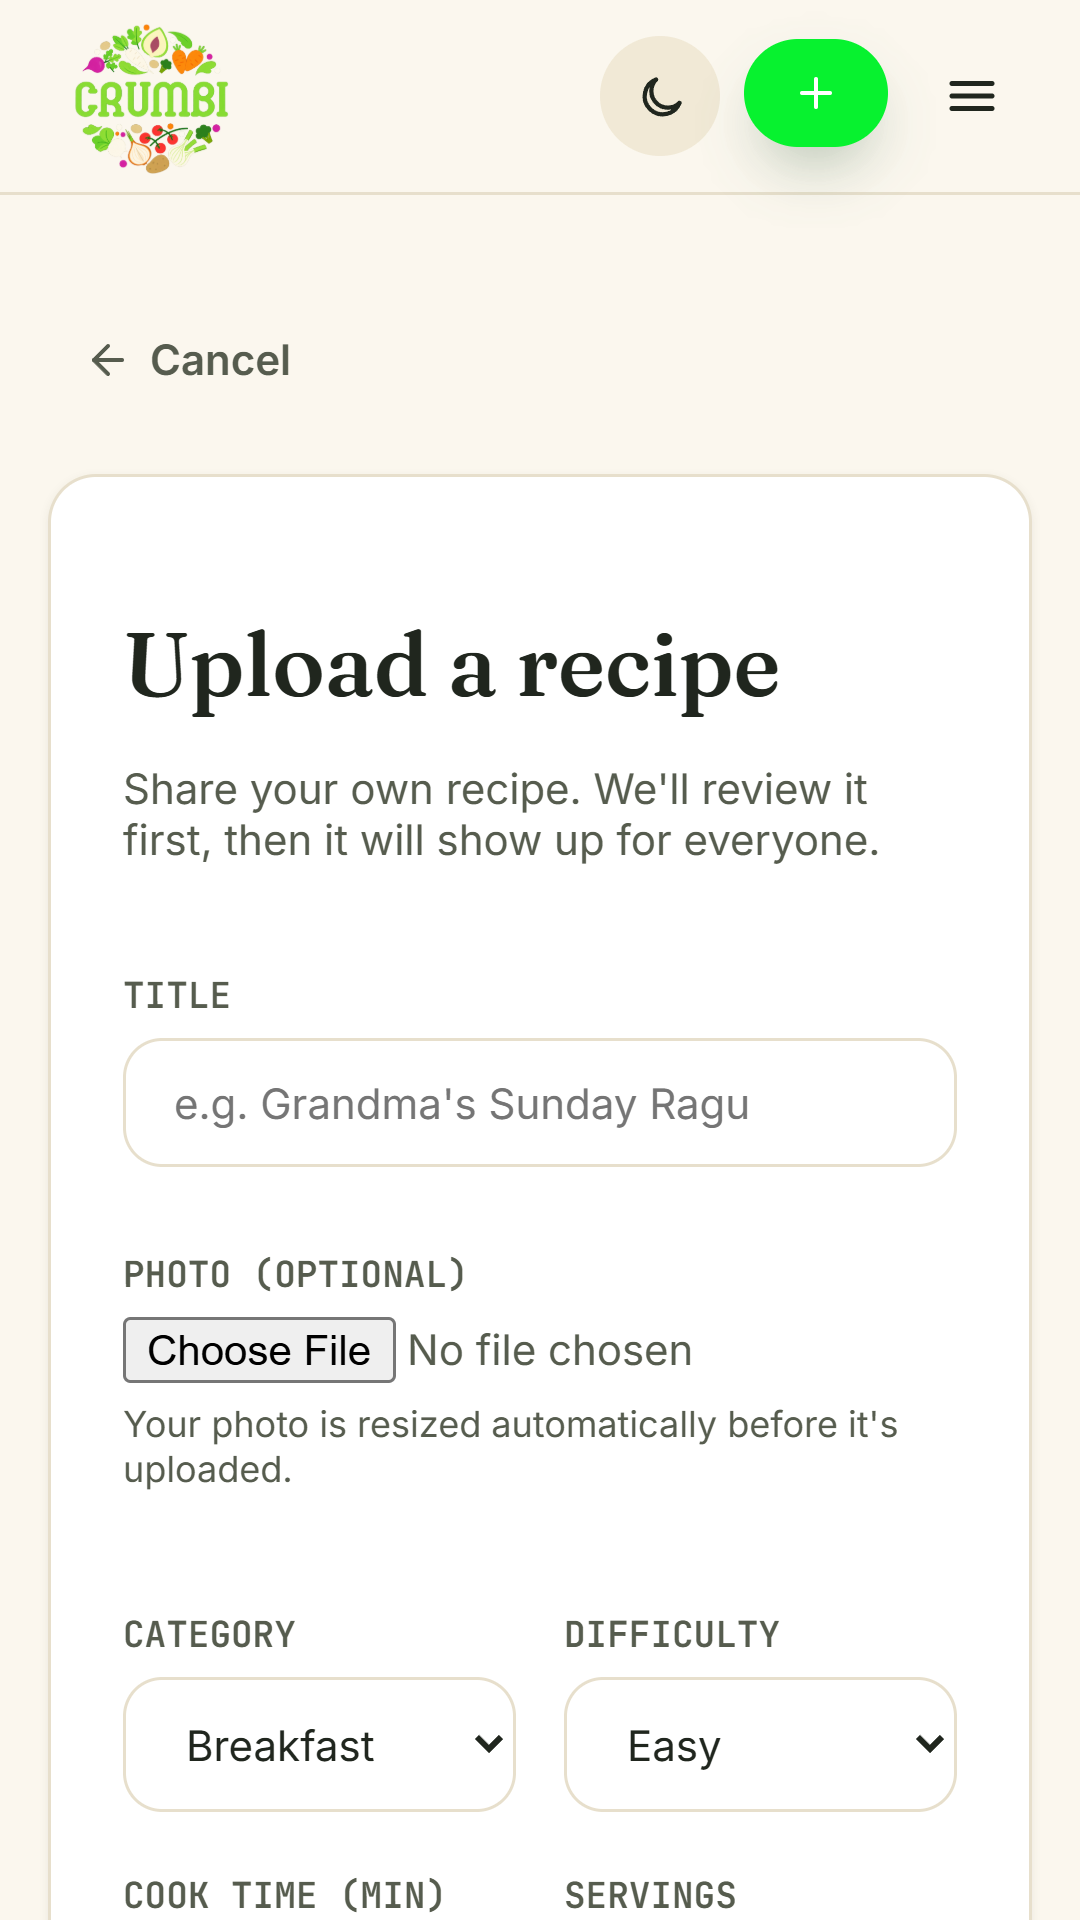 CRUMBI
Cancel
Upload a recipe
Share your own recipe. We'll review it
first, then it will show up for everyone.
TITLE
e.g. Grandma's Sunday Ragu
PHOTO (OPTIONAL)
Choose File No file chosen
Your photo is resized automatically before it's
uploaded.
CATEGORY DIFFICULTY
Breakfast Easy
COOK TIME (MIN) SERVINGS